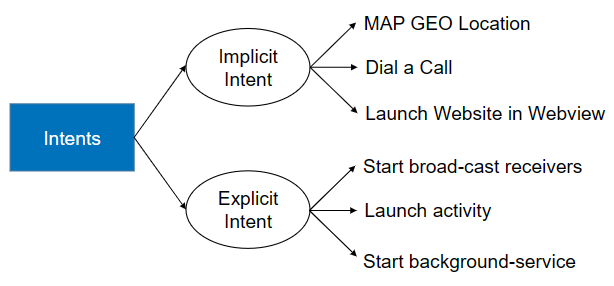 Intents
Implicit
Intent
MAP GEO Location
Dial a Call
Launch Website in Webview
Explicit
Intent
Start broad-cast receivers
Launch activity
Start background-service